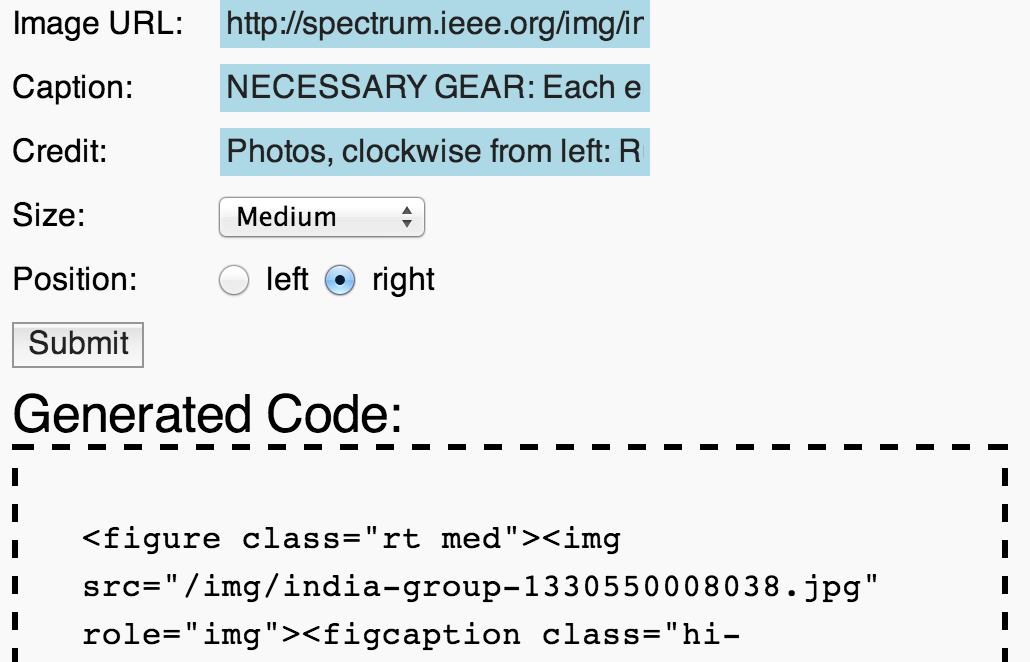 Image URL: http://spectrum.ieee.org/img/ir
Caption: NECESSARY GEAR: Each e
Credit: Photos, clockwise from left: R
Size: Medium
Position: left right
Submit
Generated Code:
<figure class="rt med"><img
src="/img/india-group-1330550008038.jpg"
role="img"><figcaption class="hi-